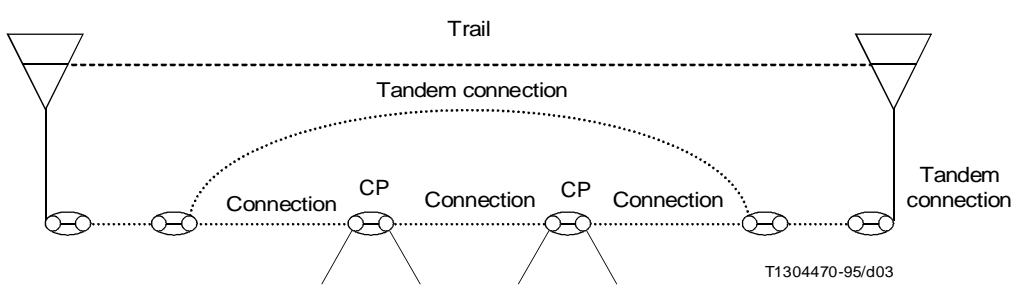 Trail
Tandem connection
CP
CP
Connection
Connection
Connection
Tandem
connection
T1304470-95/d03